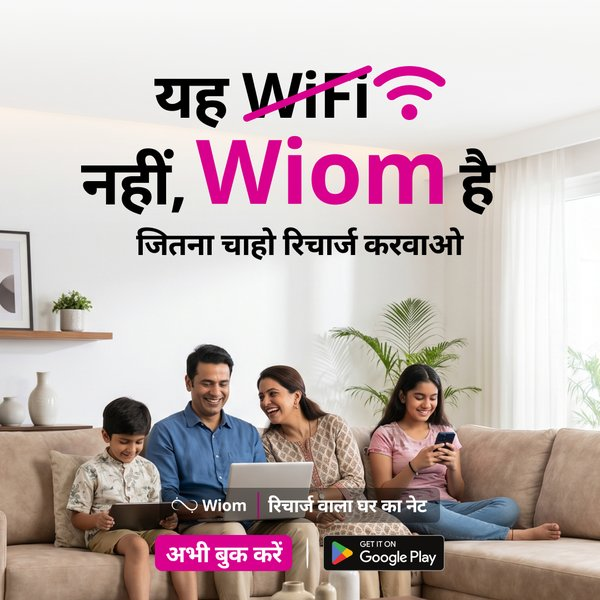 यह WiFi
नहीं, Wiom है
जितना चाहो रिचार्ज करवाओ
Wiom | रिचार्ज वाला घर का नेट
अभी बुक करें
GET IT ON
Google Play